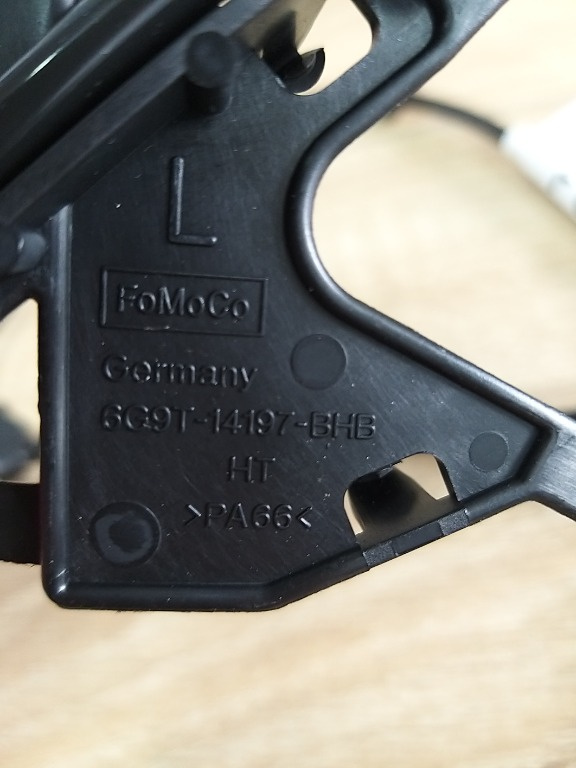 L
FoMoCo
Germany
6G9T-14197-BHB
HT
>PA66<